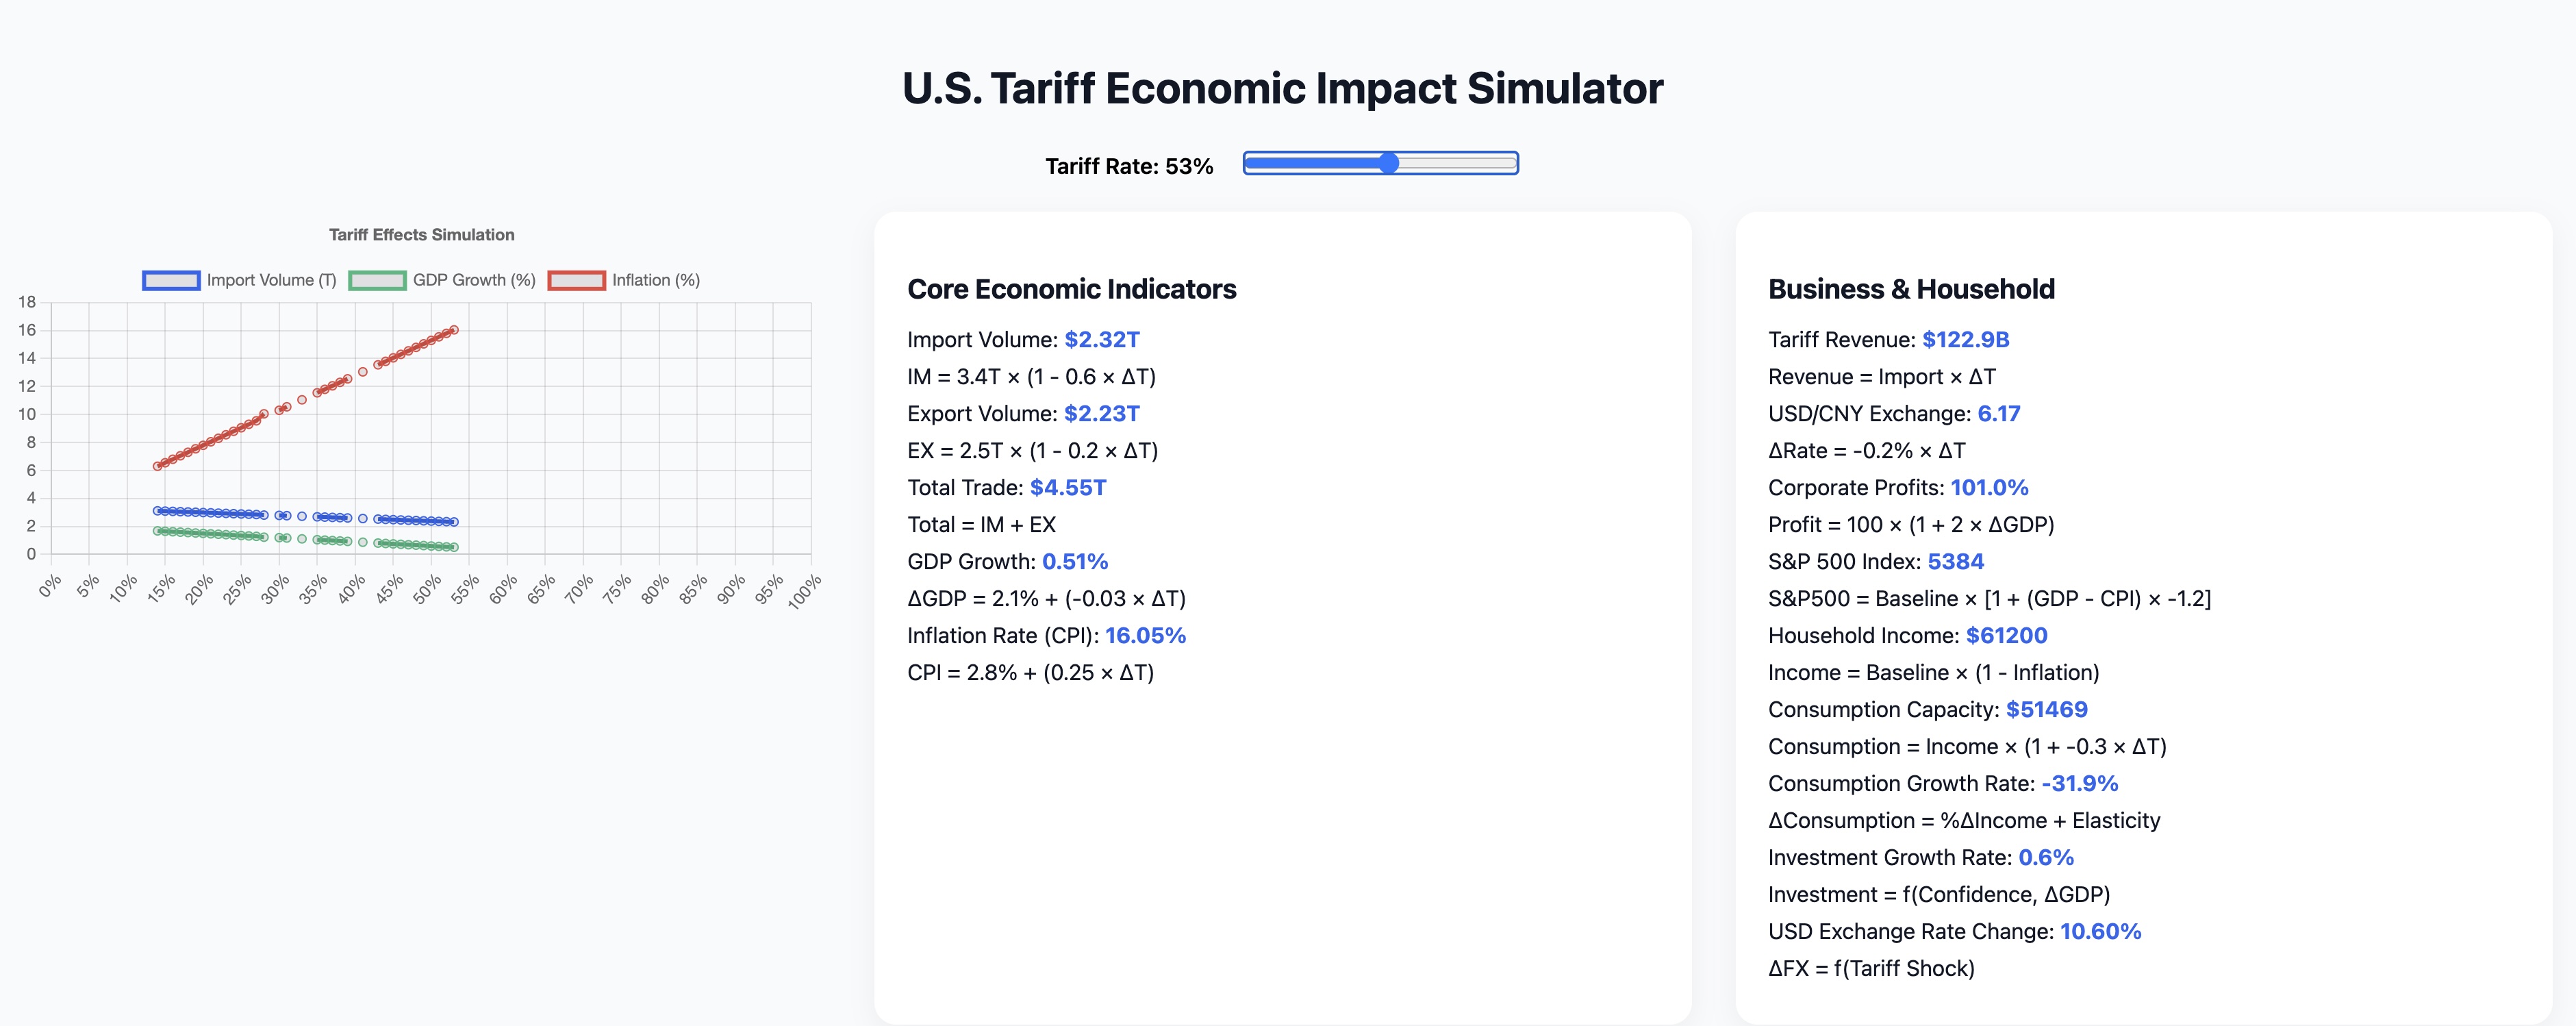 U.S. Tariff Economic Impact Simulator
Tariff Rate: 53%
Tariff Effects Simulation
Import Volume (T) GDP Growth (%) Inflation (%)
18
16
14
12
10
8
6
4
2
0
0% 5% 10% 15% 20% 25% 30% 35% 40% 45% 50% 55% 60% 65% 70% 75% 80% 85% 90% 95% 100%
Core Economic Indicators
Import Volume: $2.32T
IM = 3.4T × (1 - 0.6 × ΔT)
Export Volume: $2.23T
EX = 2.5T × (1 - 0.2 × ΔT)
Total Trade: $4.55T
Total = IM + EX
GDP Growth: 0.51%
ΔGDP = 2.1% + (-0.03 × ΔT)
Inflation Rate (CPI): 16.05%
CPI = 2.8% + (0.25 × ΔT)
Business & Household
Tariff Revenue: $122.9B
Revenue = Import × ΔT
USD/CNY Exchange: 6.17
ΔRate = -0.2% × ΔT
Corporate Profits: 101.0%
Profit = 100 × (1 + 2 × ΔGDP)
S&P 500 Index: 5384
S&P500 = Baseline × [1 + (GDP - CPI) × -1.2]
Household Income: $61200
Income = Baseline × (1 - Inflation)
Consumption Capacity: $51469
Consumption = Income × (1 + -0.3 × ΔT)
Consumption Growth Rate: -31.9%
ΔConsumption = %ΔIncome + Elasticity
Investment Growth Rate: 0.6%
Investment = f(Confidence, ΔGDP)
USD Exchange Rate Change: 10.60%
ΔFX = f(Tariff Shock)